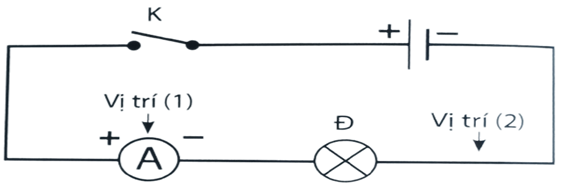 K
+ −
Vị trí (1)
+ A −
Đ
Vị trí (2)